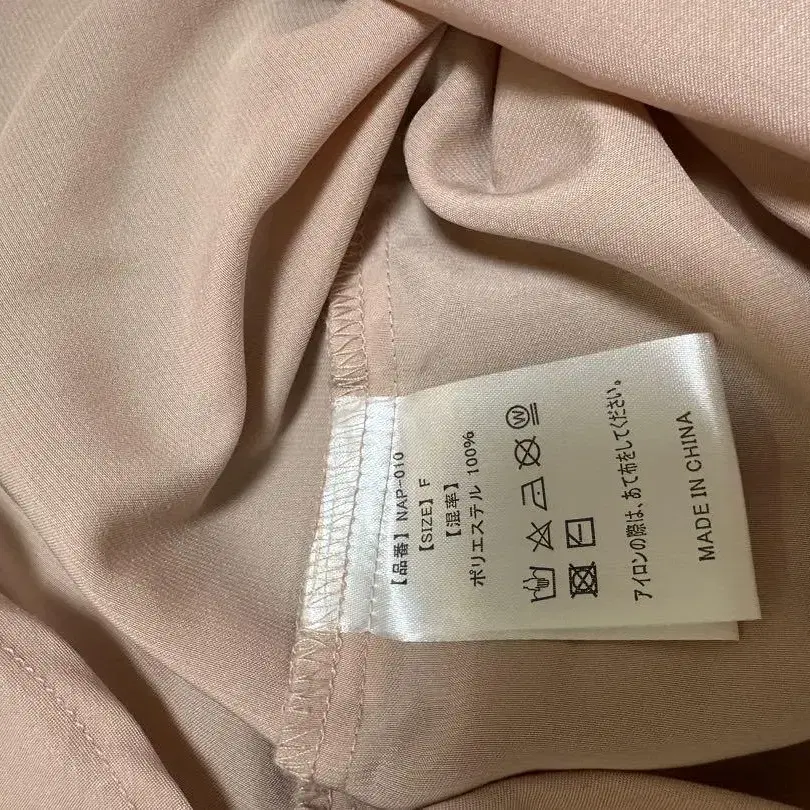 【品番】NAP-010
【SIZE】F
【混率】
ポリエステル 100%
W
アイロンの際は、あて布をしてください。
MADE IN CHINA